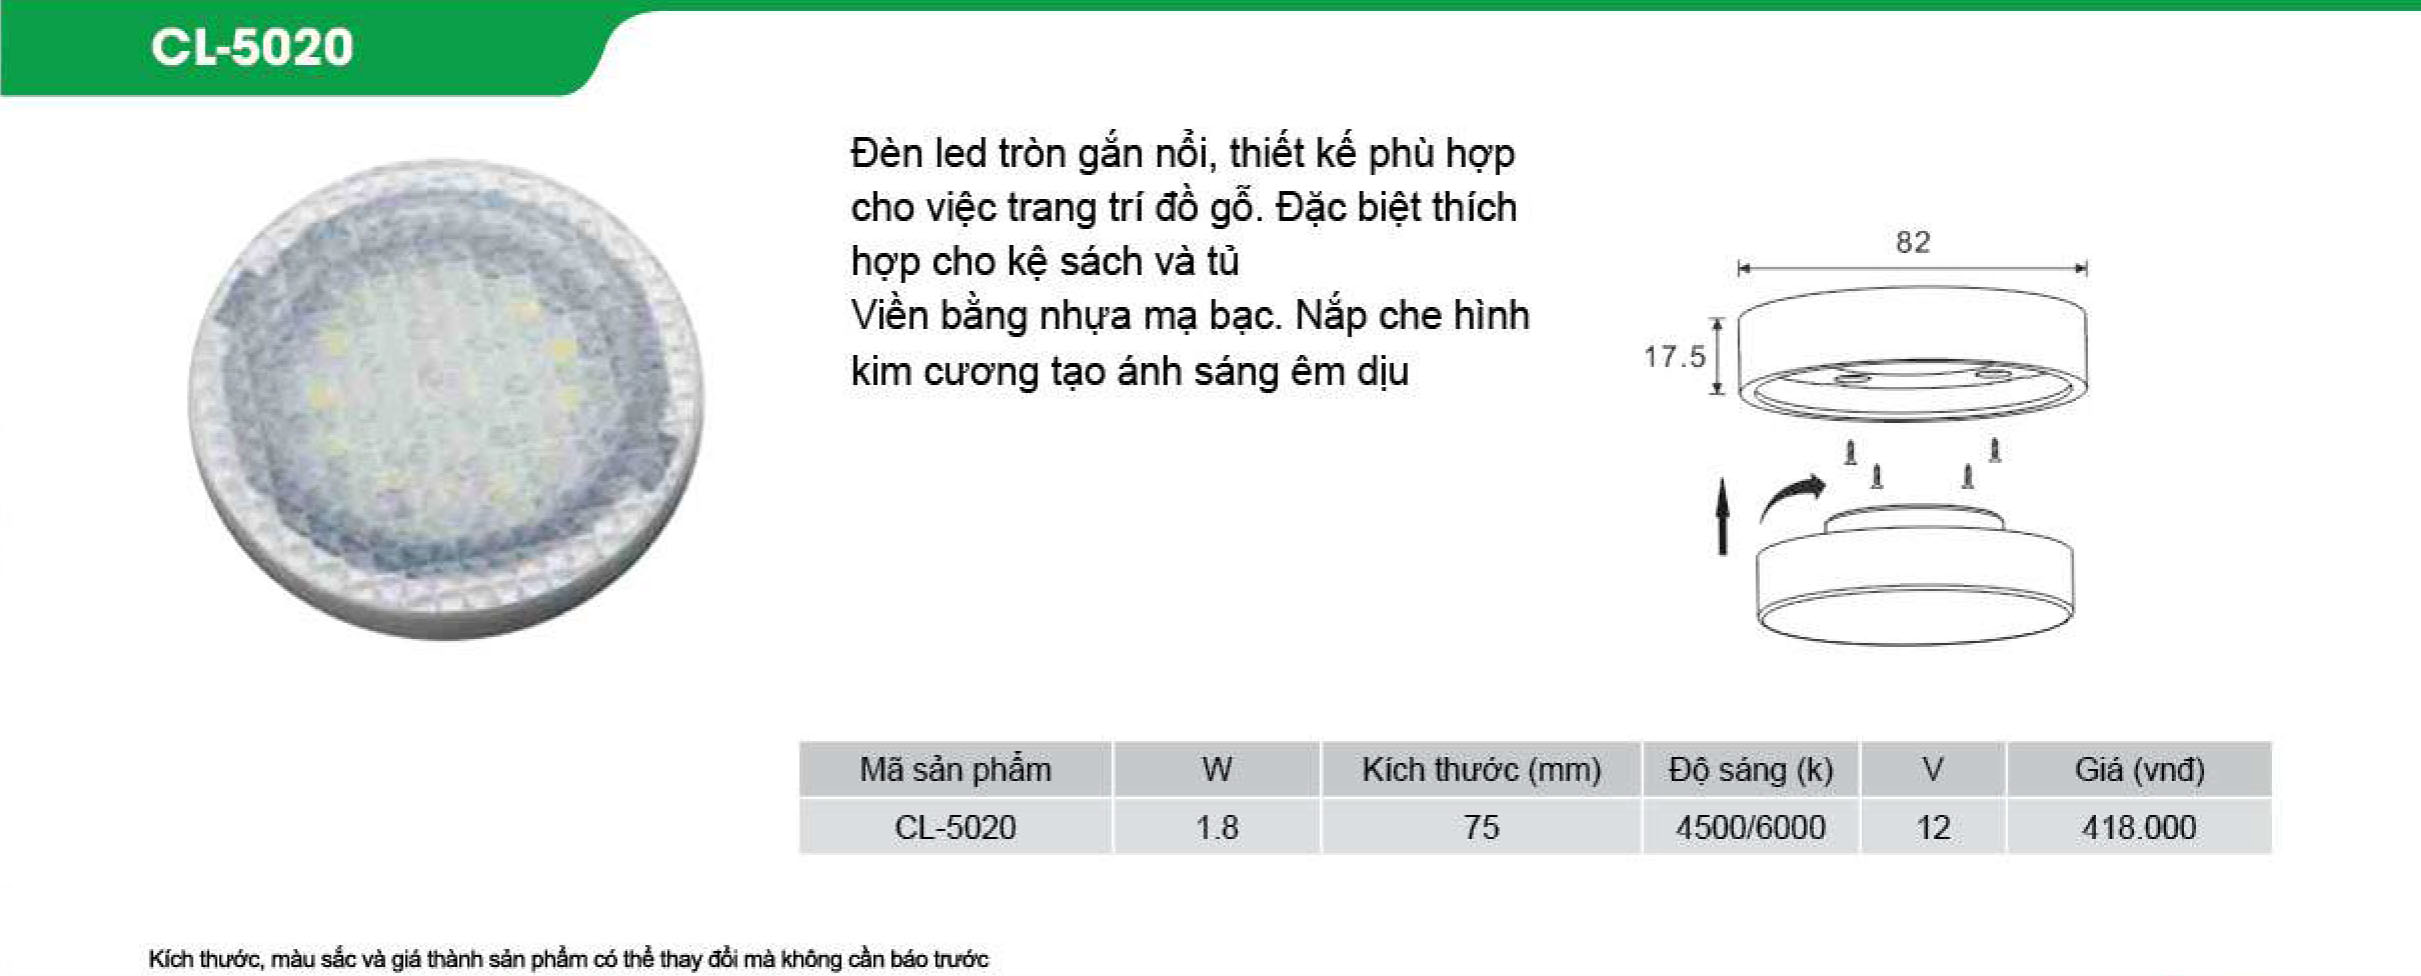 CL-5020
Đèn led tròn gắn nổi, thiết kế phù hợp
cho việc trang trí đồ gỗ. Đặc biệt thích
hợp cho kệ sách và tủ
Viền bằng nhựa mạ bạc. Nắp che hình
kim cương tạo ánh sáng êm dịu
82
17.5
Mã sản phẩm W Kích thước (mm) Độ sáng (k) V Giá (vnđ)
CL-5020 1.8 75 4500/6000 12 418.000
Kích thước, màu sắc và giá thành sản phẩm có thể thay đổi mà không cần báo trước